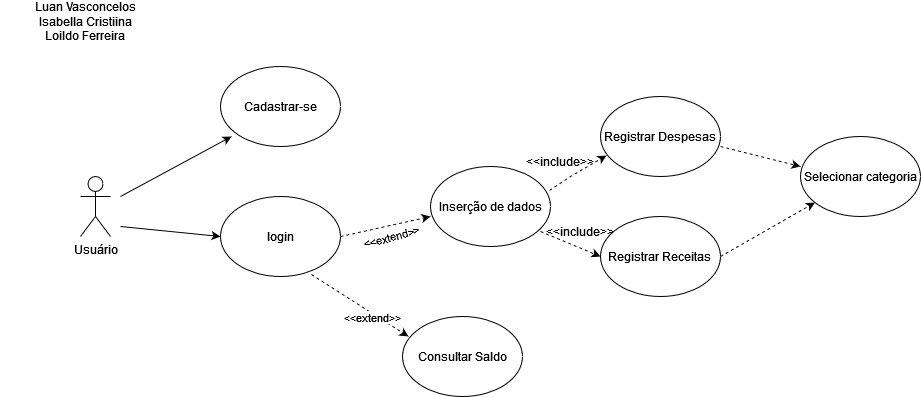 Luan Vasconcelos
Isabella Cristiina
Loildo Ferreira
Cadastrar-se
Registrar Despesas
<<include>>
Selecionar categoria
Inserção de dados
Usuário
login
<<extend>>
<<include>>
Registrar Receitas
<<extend>>
Consultar Saldo